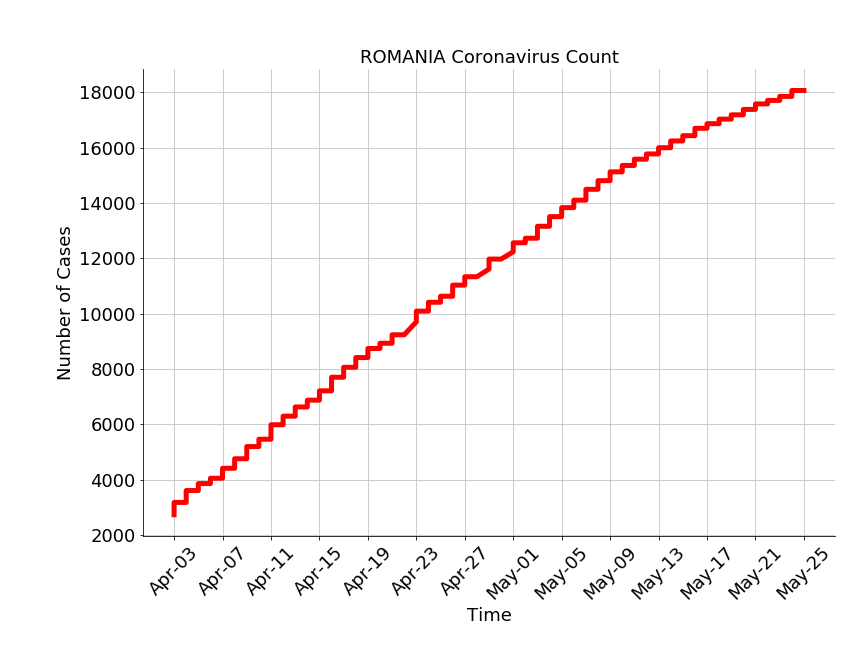 ROMANIA Coronavirus Count
18000
16000
14000
12000
10000
8000
6000
4000
2000
Number of Cases
Apr-03 Apr-07 Apr-11 Apr-15 Apr-19 Apr-23 Apr-27 May-01 May-05 May-09 May-13 May-17 May-21 May-25
Time